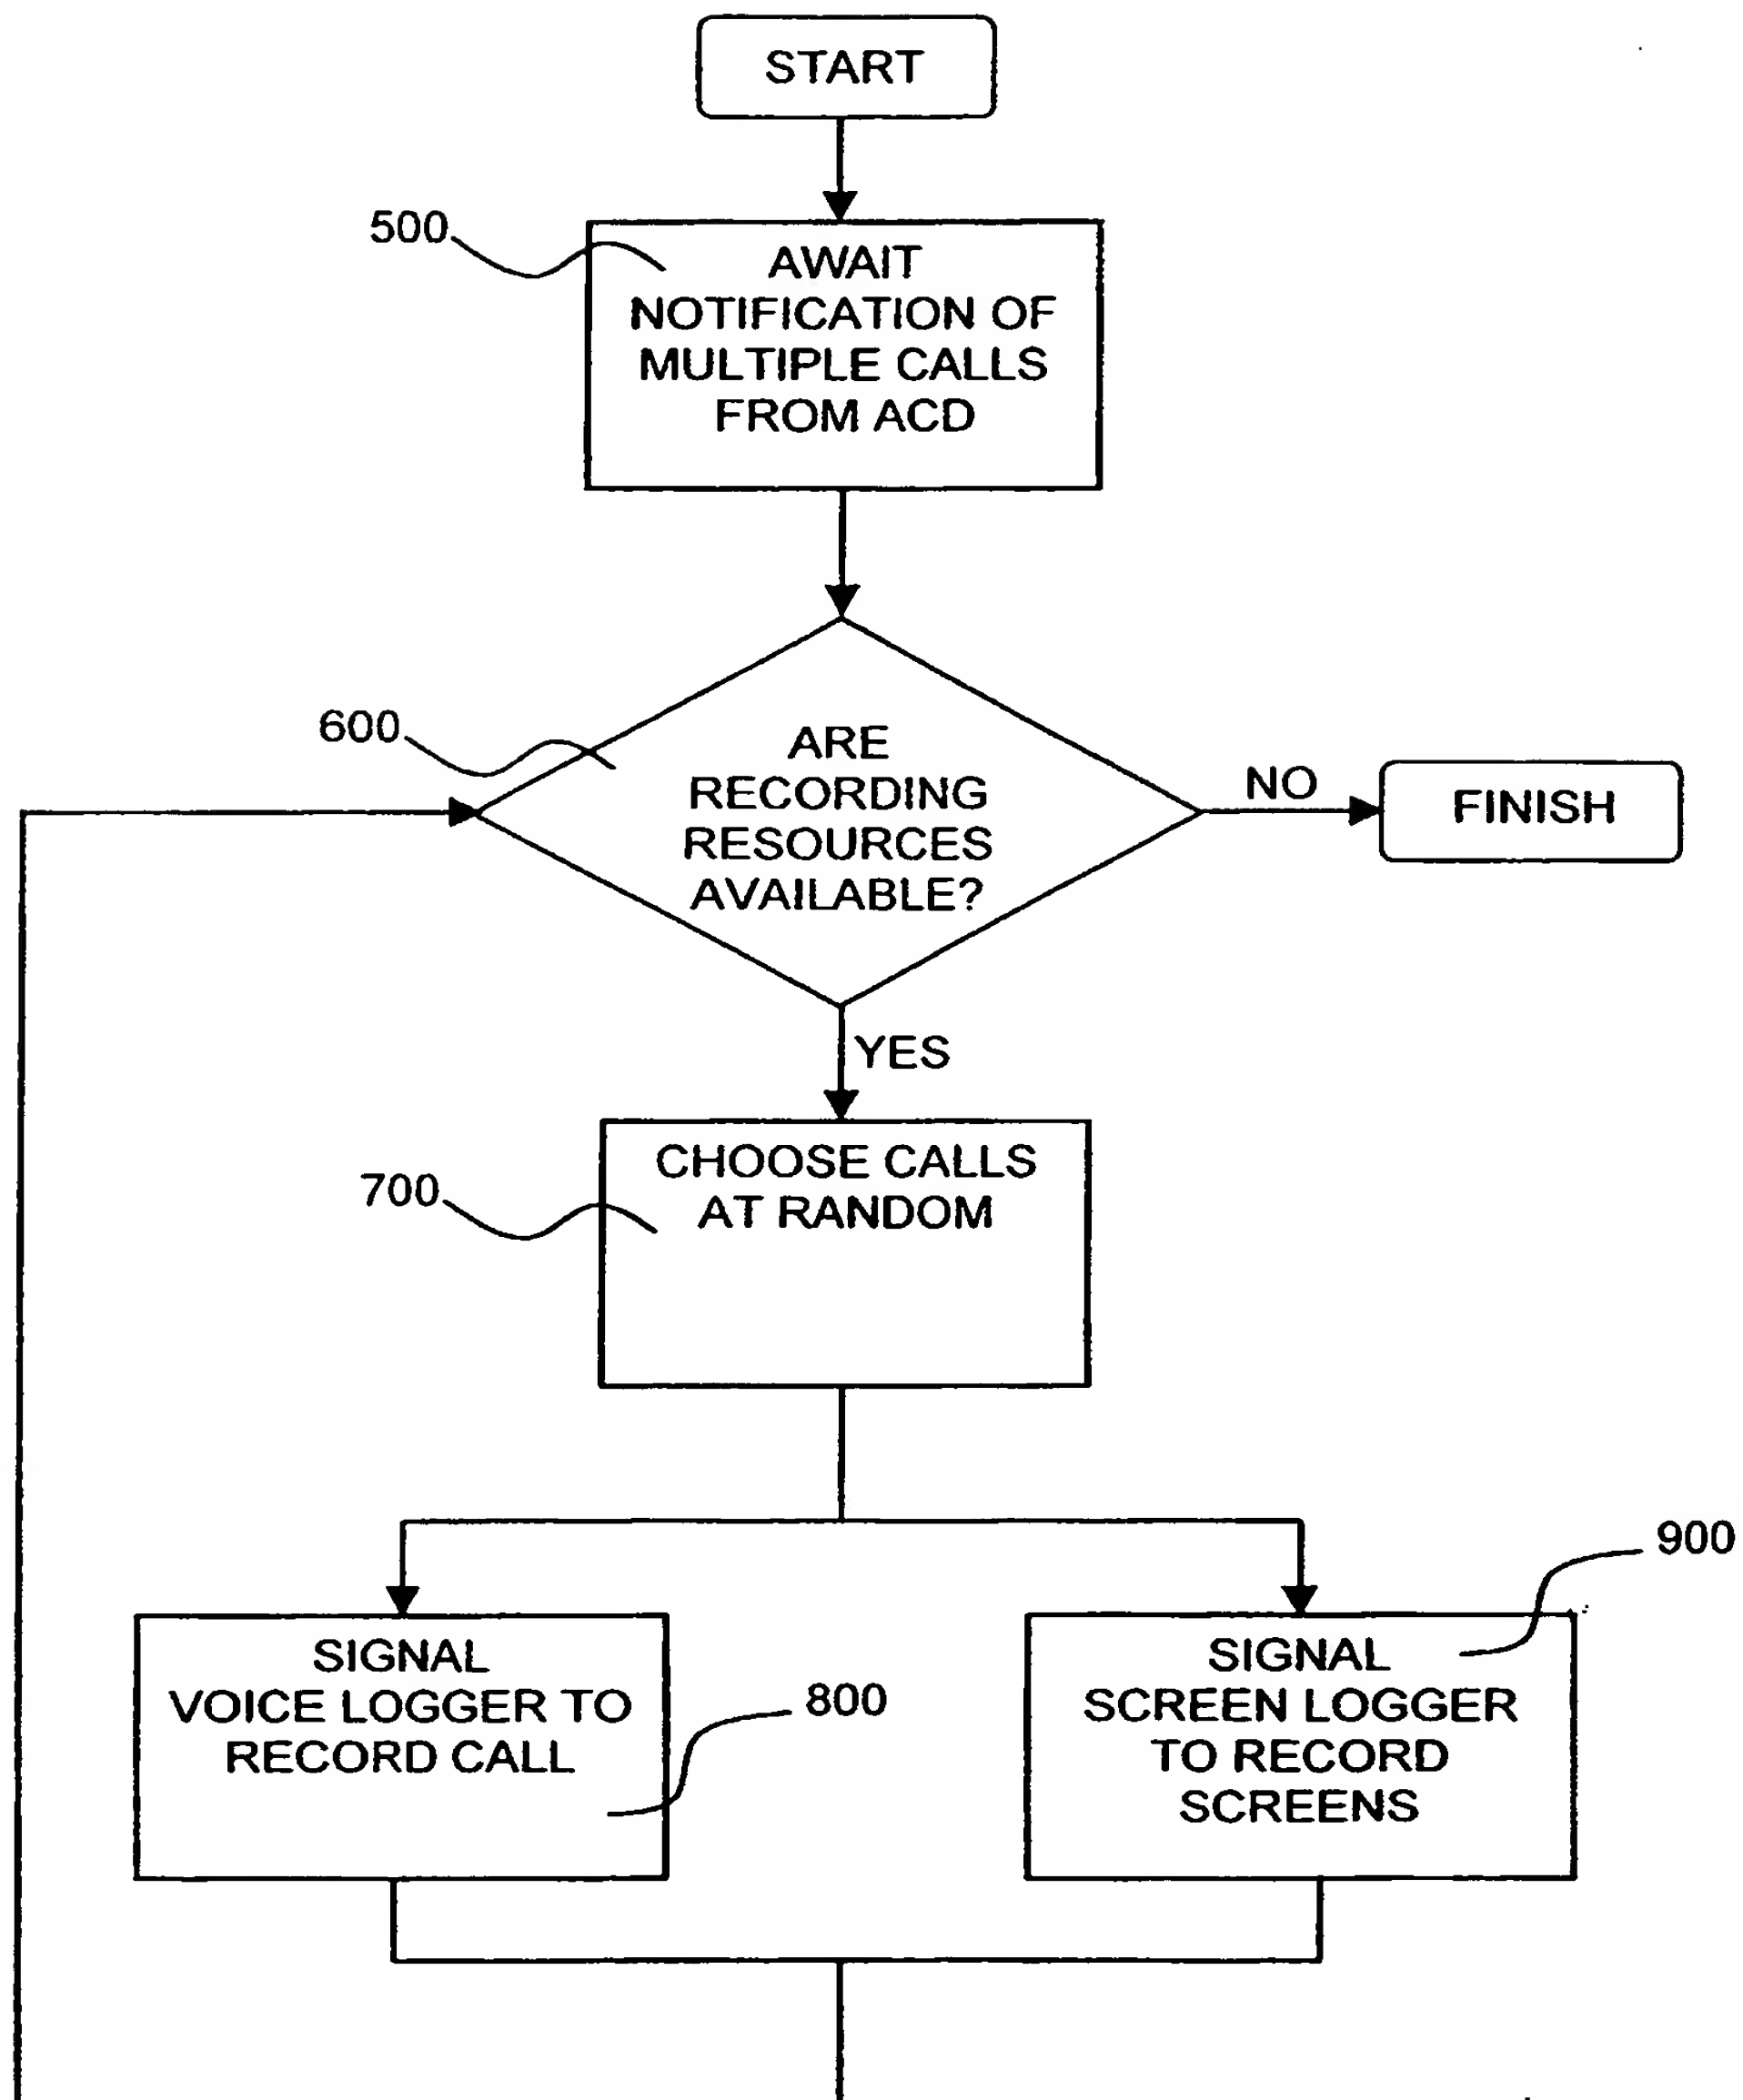 START
500
AWAIT
NOTIFICATION OF
MULTIPLE CALLS
FROM ACD
600
ARE
RECORDING
RESOURCES
AVAILABLE?
NO
FINISH
YES
700
CHOOSE CALLS
AT RANDOM
SIGNAL
VOICE LOGGER TO
RECORD CALL
800
900
SIGNAL
SCREEN LOGGER
TO RECORD
SCREENS